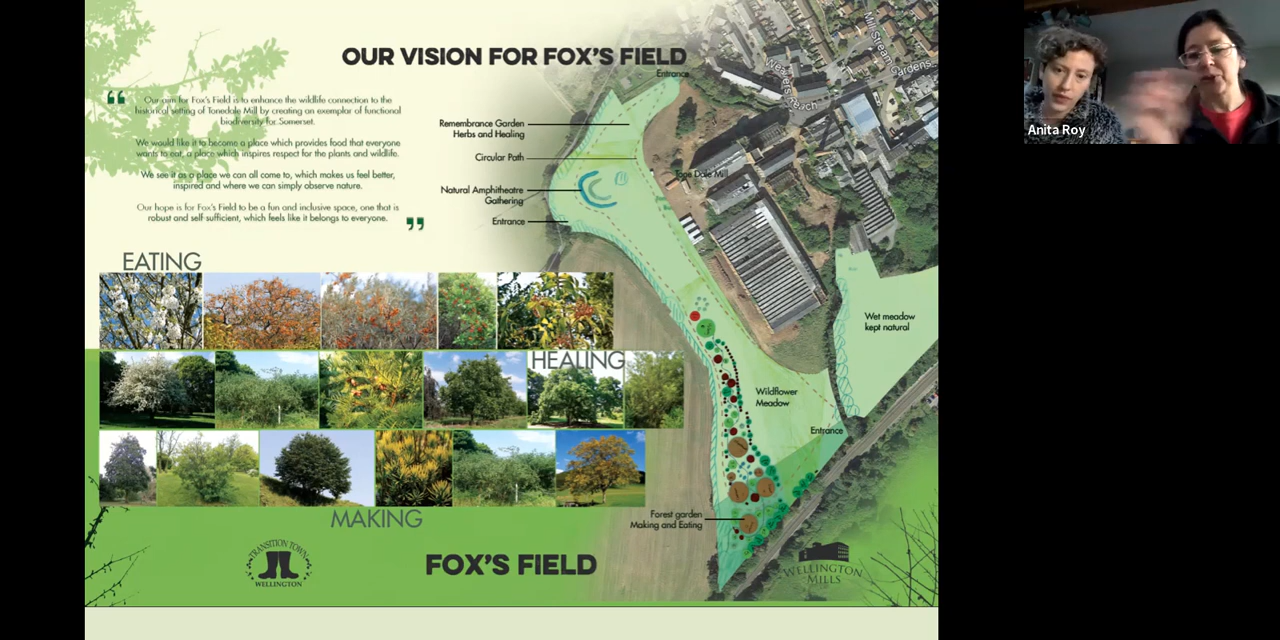 OUR VISION FOR FOX'S FIELD
Our aim for Fox's Field is to enhance the wildlife connection to the
historical setting of Tonedale Mill by creating an exemplar of functional
biodiversity for Somerset.
We would like it to become a place which provides food that everyone
wants to eat, a place which inspires respect for the plants and wildlife.
We see it as a place we can all come to, which makes us feel better,
inspired and where we can simply observe nature.
Our hope is for Fox's Field to be a fun and inclusive space, one that is
robust and self sufficient, which feels like it belongs to everyone.
Entrance
Remembrance Garden
Herbs and Healing
Circular Path
Natural Amphitheatre
Gathering
Entrance
Tone Dale Mill
Weavers Reach
Mill Stream Gardens
Wet meadow
kept natural
Wildflower
Meadow
Entrance
Forest garden
Making and Eating
EATING
HEALING
MAKING
TRANSITION TOWN
WELLINGTON
FOX'S FIELD
WELLINGTON
MILLS
Anita Roy